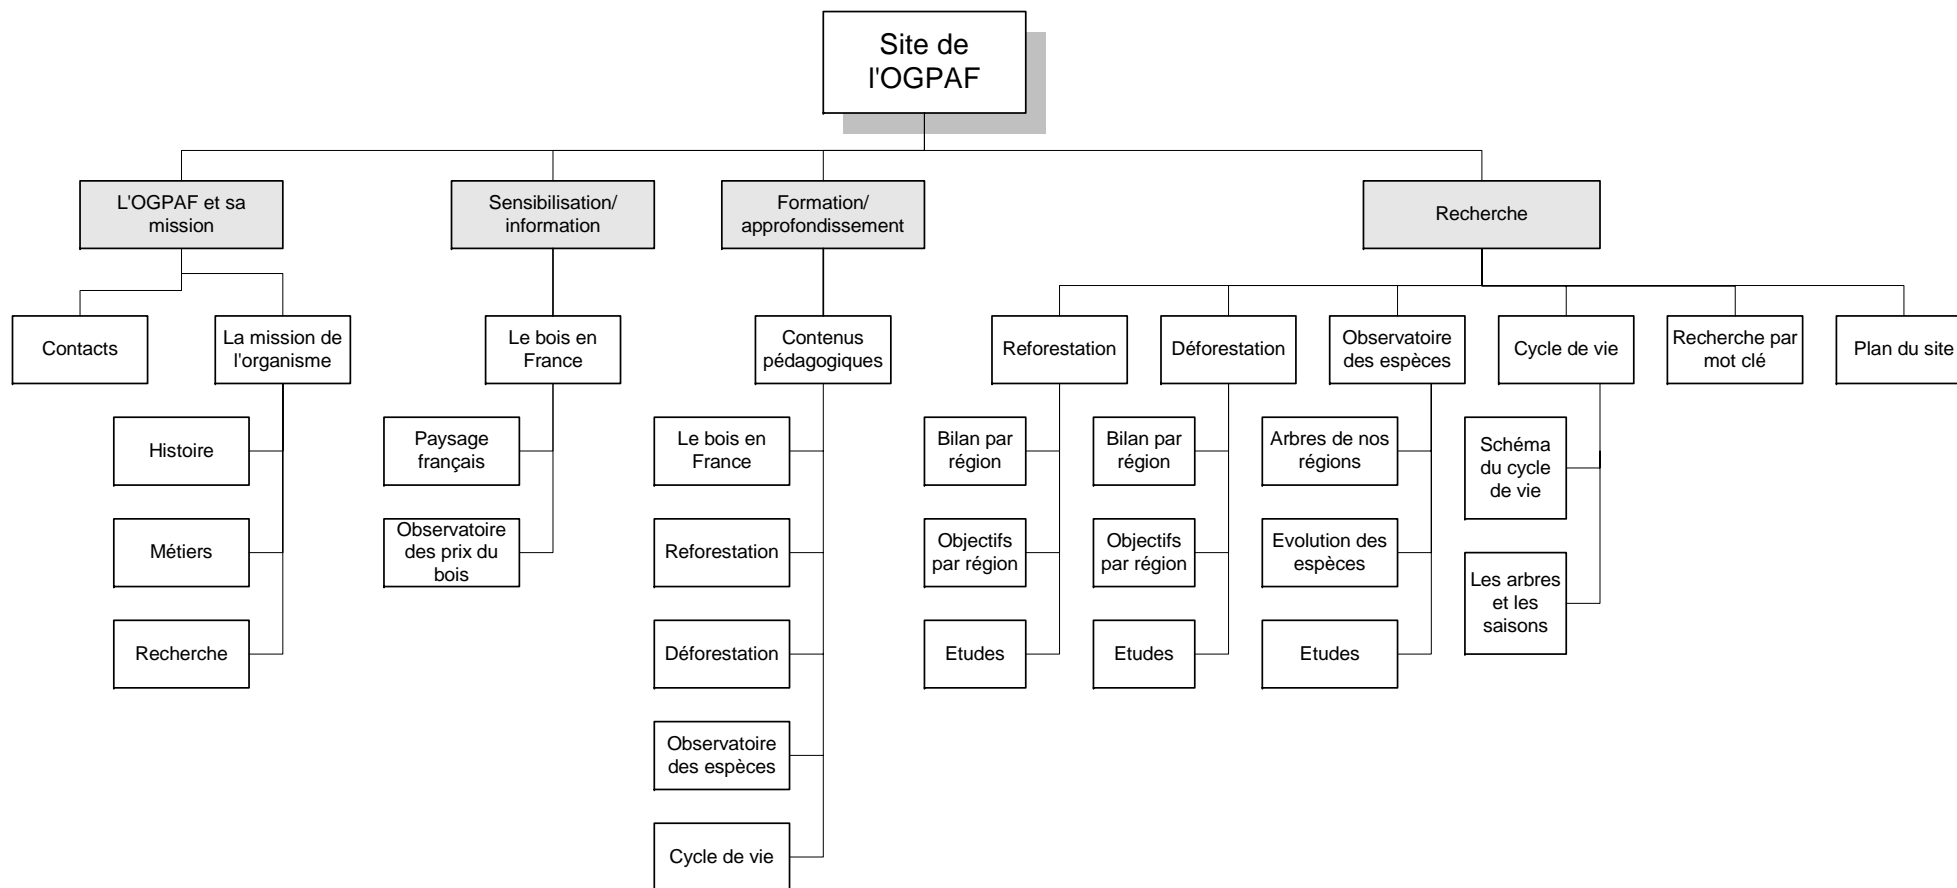 Site de
l'OGPAF
L'OGPAF et sa
mission
Sensibilisation/
information
Formation/
approfondissement
Recherche
Contacts
La mission de
l'organisme
Le bois en
France
Contenus
pédagogiques
Reforestation
Déforestation
Observatoire
des espèces
Cycle de vie
Recherche par
mot clé
Plan du site
Histoire
Métiers
Recherche
Paysage
français
Observatoire
des prix du
bois
Le bois en
France
Reforestation
Déforestation
Observatoire
des espèces
Cycle de vie
Bilan par
région
Objectifs
par région
Etudes
Bilan par
région
Objectifs
par région
Etudes
Arbres de nos
régions
Evolution des
espèces
Etudes
Schéma
du cycle
de vie
Les arbres
et les
saisons